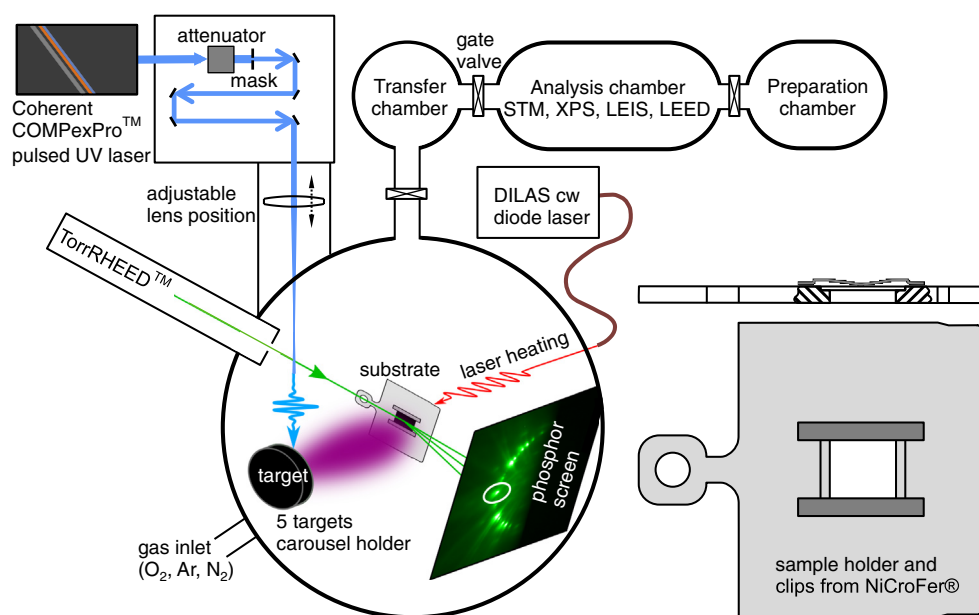 attenuator
mask
Coherent
COMPexPro™
pulsed UV laser
gate
valve
Transfer
chamber
Analysis chamber
STM, XPS, LEIS, LEED
Preparation
chamber
adjustable
lens position
DILAS cw
diode laser
TorrRHEED™
laser heating
substrate
target
phosphor
screen
5 targets
carousel holder
gas inlet
(O₂, Ar, N₂)
sample holder and
clips from NiCroFer®